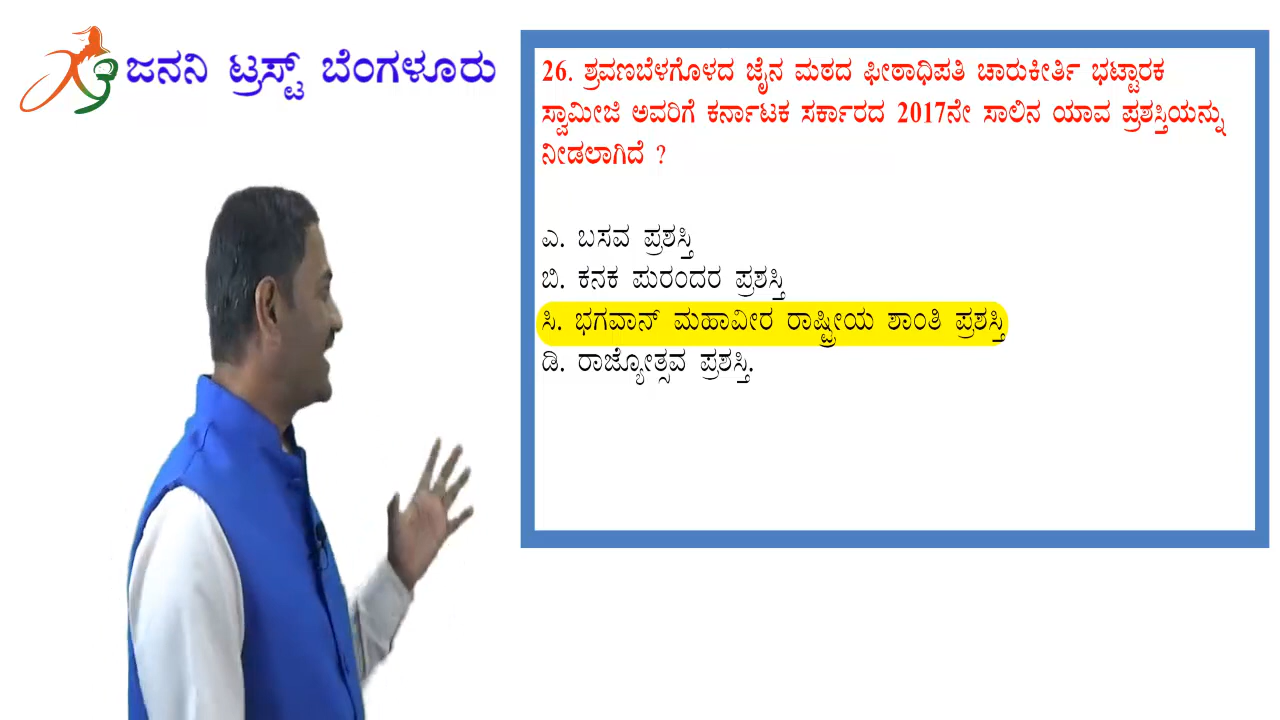 ಜನನಿ ಟ್ರಸ್ಟ್ ಬೆಂಗಳೂರು
26. ಶ್ರವಣಬೆಳಗೊಳದ ಜೈನ ಮಠದ ಫೀಠಾಧಿಪತಿ ಚಾರುಕೀರ್ತಿ ಭಟ್ಟಾರಕ
ಸ್ವಾಮೀಜಿ ಅವರಿಗೆ ಕರ್ನಾಟಕ ಸರ್ಕಾರದ 2017ನೇ ಸಾಲಿನ ಯಾವ ಪ್ರಶಸ್ತಿಯನ್ನು
ನೀಡಲಾಗಿದೆ ?
ಎ. ಬಸವ ಪ್ರಶಸ್ತಿ
ಬಿ. ಕನಕ ಪುರಂದರ ಪ್ರಶಸ್ತಿ
ಸಿ. ಭಗವಾನ್ ಮಹಾವೀರ ರಾಷ್ಟ್ರೀಯ ಶಾಂತಿ ಪ್ರಶಸ್ತಿ
ಡಿ. ರಾಜ್ಯೋತ್ಸವ ಪ್ರಶಸ್ತಿ.